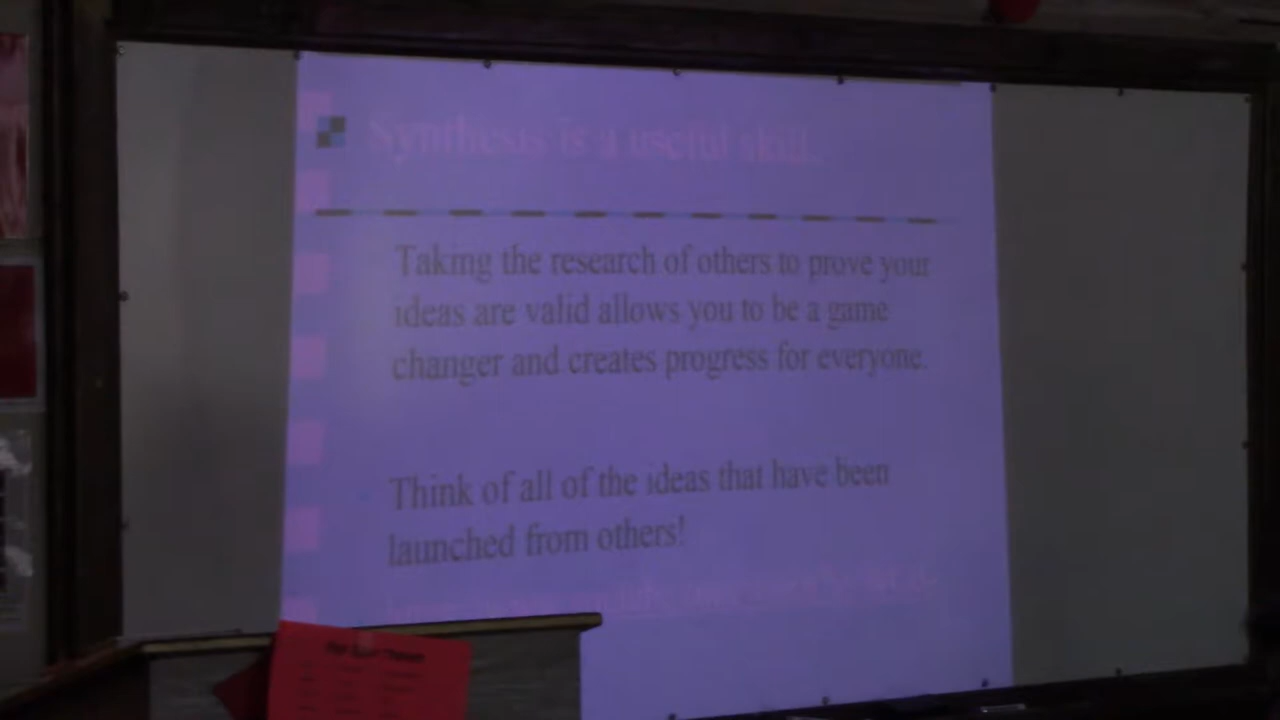 Synthesis is a useful skill.
Taking the research of others to prove your
ideas are valid allows you to be a game
changer and creates progress for everyone.
Think of all of the ideas that have been
launched from others!